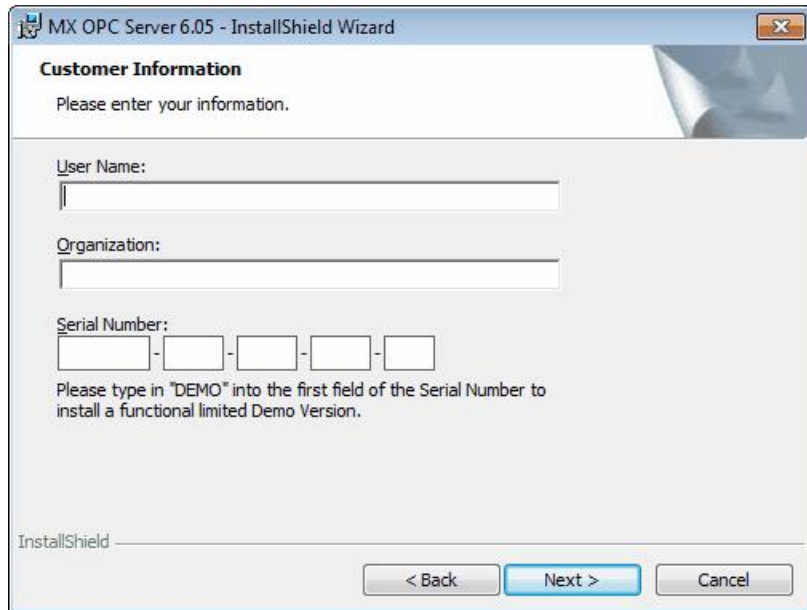 MX OPC Server 6.05 - InstallShield Wizard
Customer Information
Please enter your information.
User Name:
Organization:
Serial Number:
- - - -
Please type in "DEMO" into the first field of the Serial Number to
install a functional limited Demo Version.
InstallShield
< Back Next > Cancel